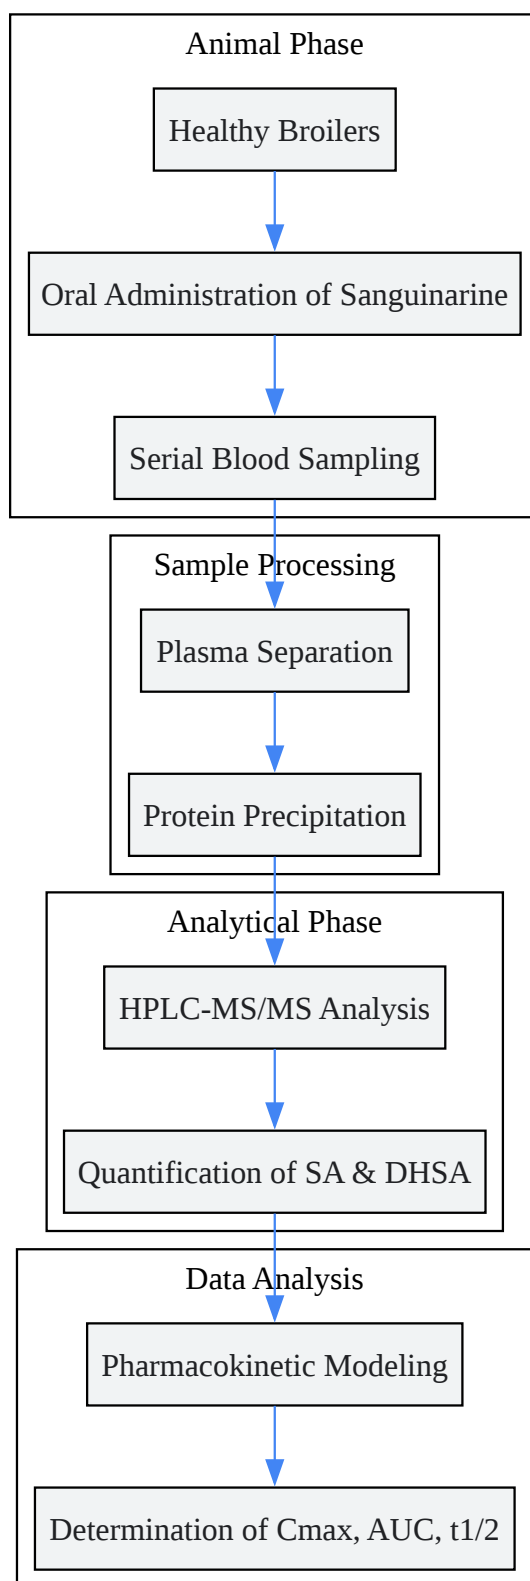 Animal Phase
Healthy Broilers
Oral Administration of Sanguinarine
Serial Blood Sampling
Sample Processing
Plasma Separation
Protein Precipitation
Analytical Phase
HPLC-MS/MS Analysis
Quantification of SA & DHSA
Data Analysis
Pharmacokinetic Modeling
Determination of Cmax, AUC, t1/2